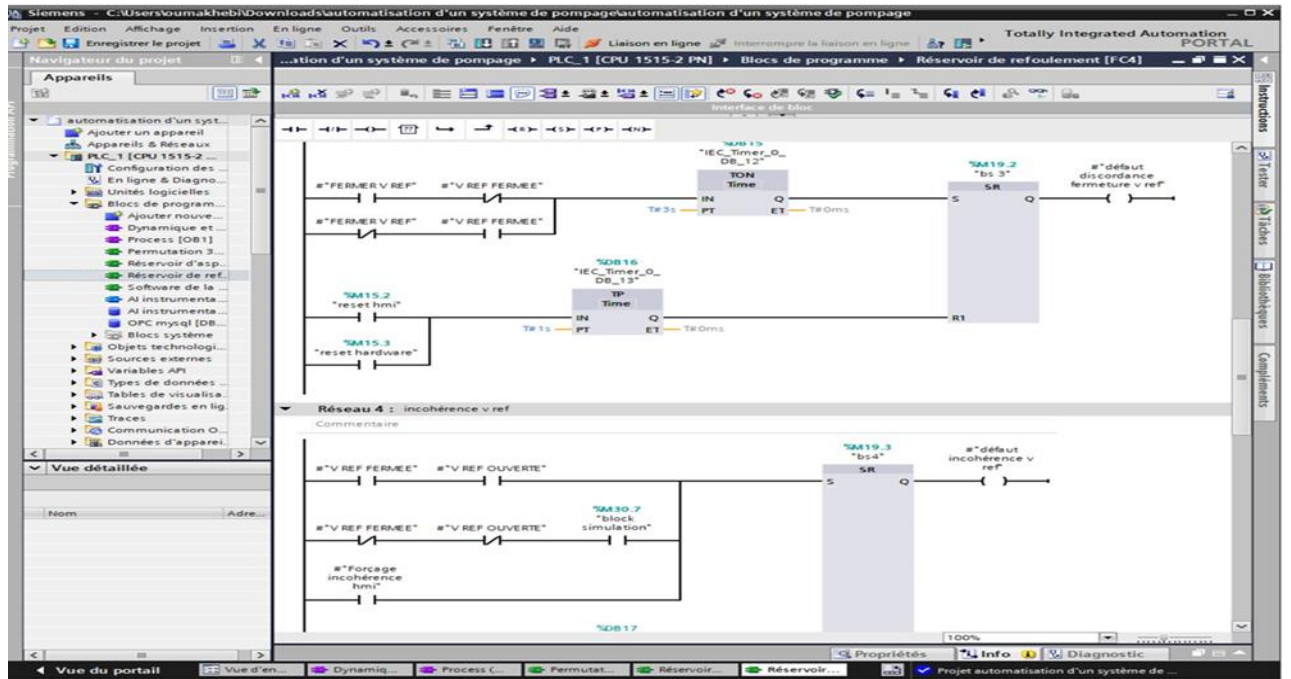 Siemens - C:\Users\oumakhebi\Downloads\automatisation d'un système de pompage\automatisation d'un système de pompage
Projet Edition Affichage Insertion En ligne Outils Accessoires Fenêtre Aide
Totally Integrated Automation
PORTAL
Enregistrer le projet
Liaison en ligne
Interrompre la liaison en ligne
Navigateur du projet
...ation d'un système de pompage ▸ PLC_1 [CPU 1515-2 PN] ▸ Blocs de programme ▸ Réservoir de refoulement [FC4]
Appareils
Interface de bloc
automatisation d'un syst...
Ajouter un appareil
Appareils & Réseaux
PLC_1 [CPU 1515-2 ...
Configuration des ...
En ligne & Diagno...
Unités logicielles
Blocs de program...
Ajouter nouve...
Dynamique et ...
Process [OB1]
Permutation 3...
Réservoir d'asp...
Réservoir de ref...
Software de la ...
AI instrumenta...
AI instrumenta...
OPC mysql [DB...
Blocs système
Objets technologi...
Sources externes
Variables API
Types de données ...
Tables de visualisa...
Sauvegardes en lig...
Traces
Communication O...
Données d'apparei...
Vue détaillée
Nom Adre...
%DB15
"IEC_Timer_0_
DB_12"
TON
Time
IN Q
T#3s PT ET T#0ms
#"FERMER V REF" #"V REF FERMEE"
#"FERMER V REF" #"V REF FERMEE"
%M19.2
"bs 3"
SR
S Q
R1
#"défaut
discordance
fermeture v ref"
%DB16
"IEC_Timer_0_
DB_13"
TP
Time
IN Q
T#1s PT ET T#0ms
%M15.2
"reset hmi"
%M15.3
"reset hardware"
Réseau 4 : incohérence v ref
Commentaire
#"V REF FERMEE" #"V REF OUVERTE"
%M19.3
"bs4"
SR
S Q
#"défaut
incohérence v
ref"
#"V REF FERMEE" #"V REF OUVERTE"
%M30.7
"block
simulation"
#"Forçage
incohérence
hmi"
%DB17
100%
Instructions
Tester
Tâches
Bibliothèques
Compléments
Propriétés Info Diagnostic
Vue du portail
Vue d'en...
Dynamiq...
Process (...
Permutat...
Réservoir...
Réservoir...
Projet automatisation d'un système de ...